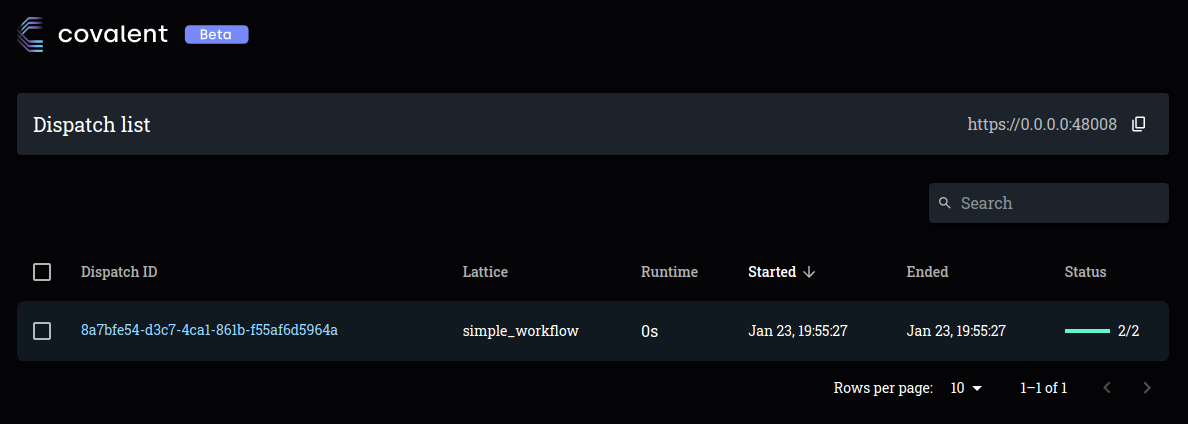 covalent Beta
Dispatch list https://0.0.0.0:48008
Search
Dispatch ID Lattice Runtime Started Ended Status
8a7bfe54-d3c7-4ca1-861b-f55af6d5964a simple_workflow 0s Jan 23, 19:55:27 Jan 23, 19:55:27 2/2
Rows per page: 10 1–1 of 1